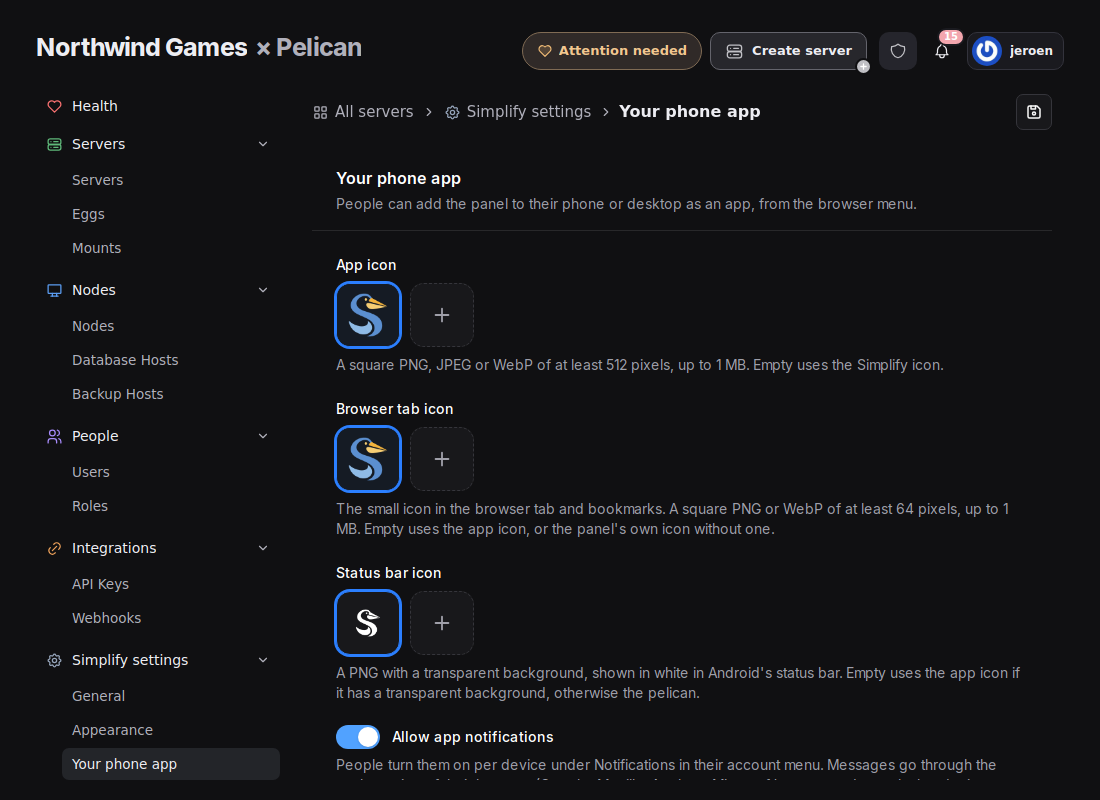 Northwind Games × Pelican
Attention needed
Create server
15
jeroen
Health
Servers
Servers
Eggs
Mounts
Nodes
Nodes
Database Hosts
Backup Hosts
People
Users
Roles
Integrations
API Keys
Webhooks
Simplify settings
General
Appearance
Your phone app
All servers
Simplify settings
Your phone app
Your phone app
People can add the panel to their phone or desktop as an app, from the browser menu.
App icon
A square PNG, JPEG or WebP of at least 512 pixels, up to 1 MB. Empty uses the Simplify icon.
Browser tab icon
The small icon in the browser tab and bookmarks. A square PNG or WebP of at least 64 pixels, up to 1
MB. Empty uses the app icon, or the panel's own icon without one.
Status bar icon
A PNG with a transparent background, shown in white in Android's status bar. Empty uses the app icon if
it has a transparent background, otherwise the pelican.
Allow app notifications
People turn them on per device under Notifications in their account menu. Messages go through the